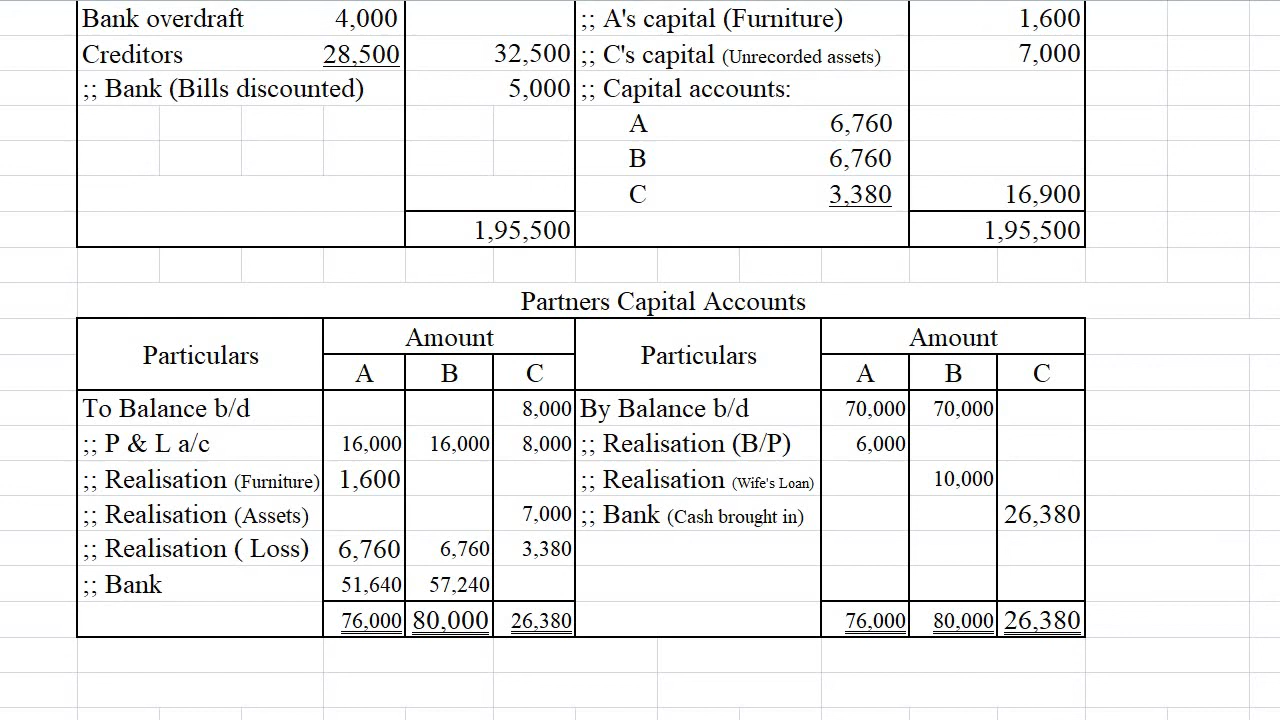 Bank overdraft 4,000 ;; A's capital (Furniture) 1,600
Creditors 28,500 32,500 ;; C's capital (Unrecorded assets) 7,000
;; Bank (Bills discounted) 5,000 ;; Capital accounts:
A 6,760
B 6,760
C 3,380 16,900
1,95,500 1,95,500
Partners Capital Accounts
Particulars Amount Particulars Amount
A B C A B C
To Balance b/d 8,000 By Balance b/d 70,000 70,000
;; P & L a/c 16,000 16,000 8,000 ;; Realisation (B/P) 6,000
;; Realisation (Furniture) 1,600 ;; Realisation (Wife's Loan) 10,000
;; Realisation (Assets) 7,000 ;; Bank (Cash brought in) 26,380
;; Realisation ( Loss) 6,760 6,760 3,380
;; Bank 51,640 57,240
76,000 80,000 26,380 76,000 80,000 26,380